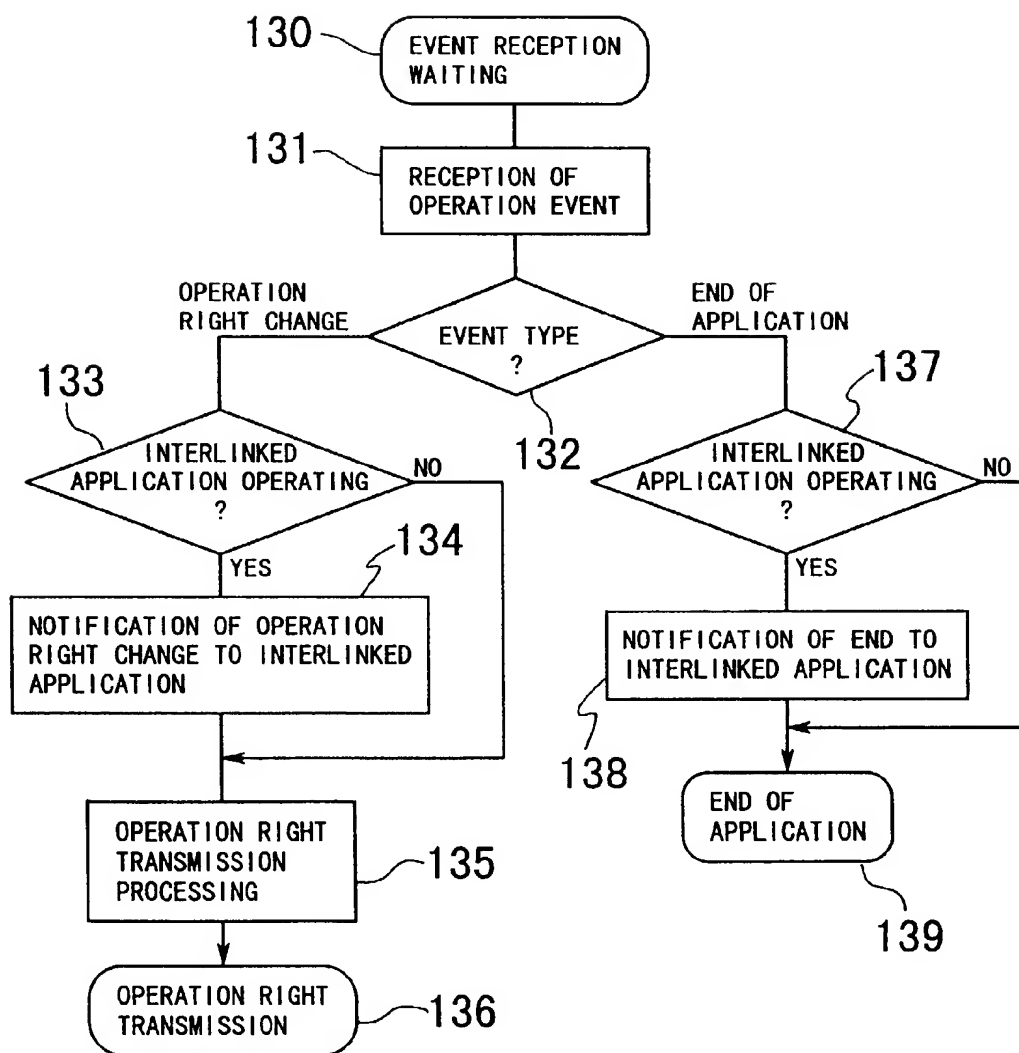 130
EVENT RECEPTION
WAITING
131
RECEPTION OF
OPERATION EVENT
OPERATION
RIGHT CHANGE
END OF
APPLICATION
EVENT TYPE
?
132
133
INTERLINKED
APPLICATION OPERATING
?
NO
YES
137
INTERLINKED
APPLICATION OPERATING
?
NO
YES
134
NOTIFICATION OF OPERATION
RIGHT CHANGE TO INTERLINKED
APPLICATION
NOTIFICATION OF END TO
INTERLINKED APPLICATION
138
OPERATION RIGHT
TRANSMISSION
PROCESSING
135
END OF
APPLICATION
139
OPERATION RIGHT
TRANSMISSION
136